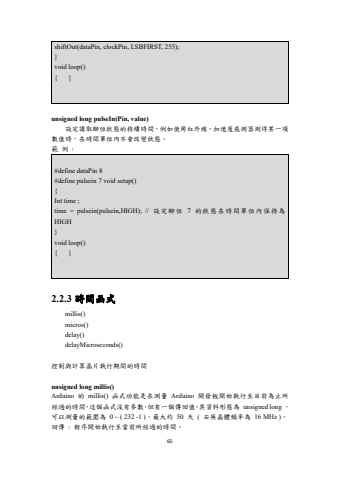 shiftOut(dataPin, clockPin, LSBFIRST, 255);
}
void loop()
{ }
unsigned long pulseIn(Pin, value)
設定讀取腳位狀態的持續時間，例如使用紅外線、加速度感測器測得某一項
數值時，在時間單位內不會改變狀態。
範 例：
#define dataPin 8
#define pulsein 7 void setup()
{
Int time ;
time = pulsein(pulsein,HIGH); // 設定腳位 7 的狀態在時間單位內保持為
HIGH
}
void loop()
{ }
2.2.3 時間函式
millis()
micros()
delay()
delayMicroseconds()
控制與計算晶片執行期間的時間
unsigned long millis()
Arduino 的 millis() 函式功能是在測量 Arduino 開發板開始執行至目前為止所
經過的時間，這個函式沒有參數，但有一個傳回值，其資料形態為 unsigned long ，
可以測量的範圍為 0 ~ ( 232 -1 )，最大約 50 天 ( 石英晶體頻率為 16 MHz )。
回傳：程序開始執行至當前所經過的時間。
65